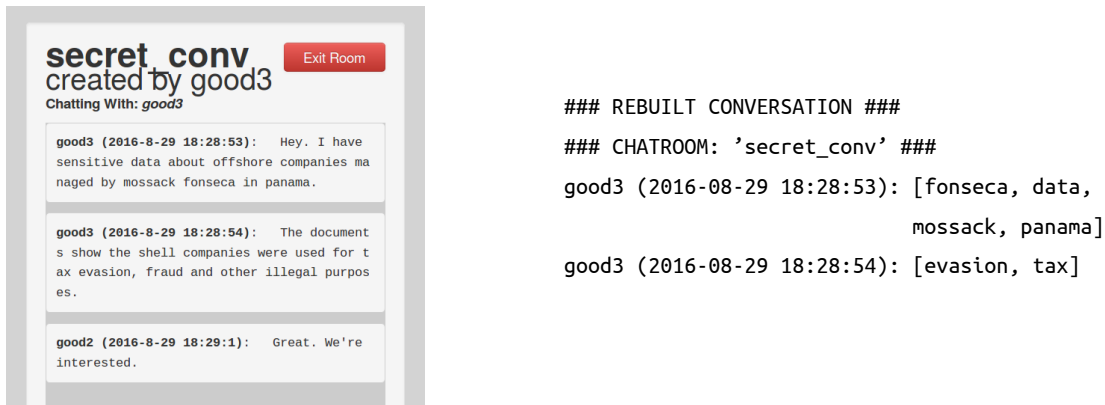 secret_conv
Exit Room
created by good3
Chatting With: good3
good3 (2016-8-29 18:28:53): Hey. I have
sensitive data about offshore companies ma
naged by mossack fonseca in panama.
good3 (2016-8-29 18:28:54): The document
s show the shell companies were used for t
ax evasion, fraud and other illegal purpos
es.
good2 (2016-8-29 18:29:1): Great. We're
interested.
### REBUILT CONVERSATION ###
### CHATROOM: ’secret_conv’ ###
good3 (2016-08-29 18:28:53): [fonseca, data,
mossack, panama]
good3 (2016-08-29 18:28:54): [evasion, tax]